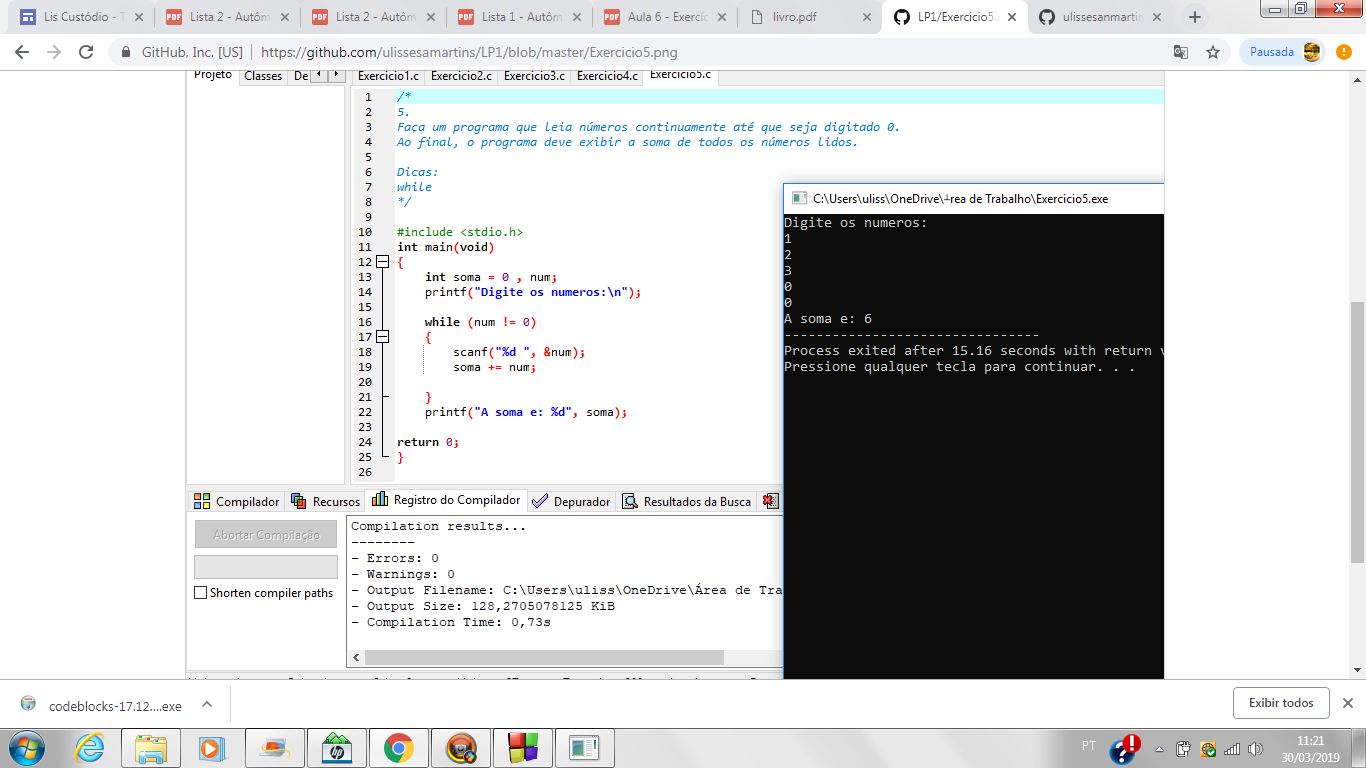 Lis Custódio - T
Lista 2 - Autôm
Lista 2 - Autôm
Lista 1 - Autôm
Aula 6 - Exercíc
livro.pdf
LP1/Exercicio5.
ulissesanmartin
GitHub, Inc. [US]
https://github.com/ulissesamartins/LP1/blob/master/Exercicio5.png
Pausada
Projeto
Classes
De
Exercicio1.c
Exercicio2.c
Exercicio3.c
Exercicio4.c
Exercicio5.c
1 /*
2 5.
3 Faça um programa que leia números continuamente até que seja digitado 0.
4 Ao final, o programa deve exibir a soma de todos os números lidos.
5
6 Dicas:
7 while
8 */
9
10 #include <stdio.h>
11 int main(void)
12 {
13 int soma = 0 , num;
14 printf("Digite os numeros:\n");
15
16 while (num != 0)
17 {
18 scanf("%d ", &num);
19 soma += num;
20
21 }
22 printf("A soma e: %d", soma);
23
24 return 0;
25 }
26
C:\Users\uliss\OneDrive\┴rea de Trabalho\Exercicio5.exe
Digite os numeros:
1
2
3
0
0
A soma e: 6
--------------------------------
Process exited after 15.16 seconds with return v
Pressione qualquer tecla para continuar. . .
Compilador
Recursos
Registro do Compilador
Depurador
Resultados da Busca
Abortar Compilação
Shorten compiler paths
Compilation results...
--------
- Errors: 0
- Warnings: 0
- Output Filename: C:\Users\uliss\OneDrive\Área de Tra
- Output Size: 128,2705078125 KiB
- Compilation Time: 0,73s
codeblocks-17.12....exe
Exibir todos
PT
11:21
30/03/2019